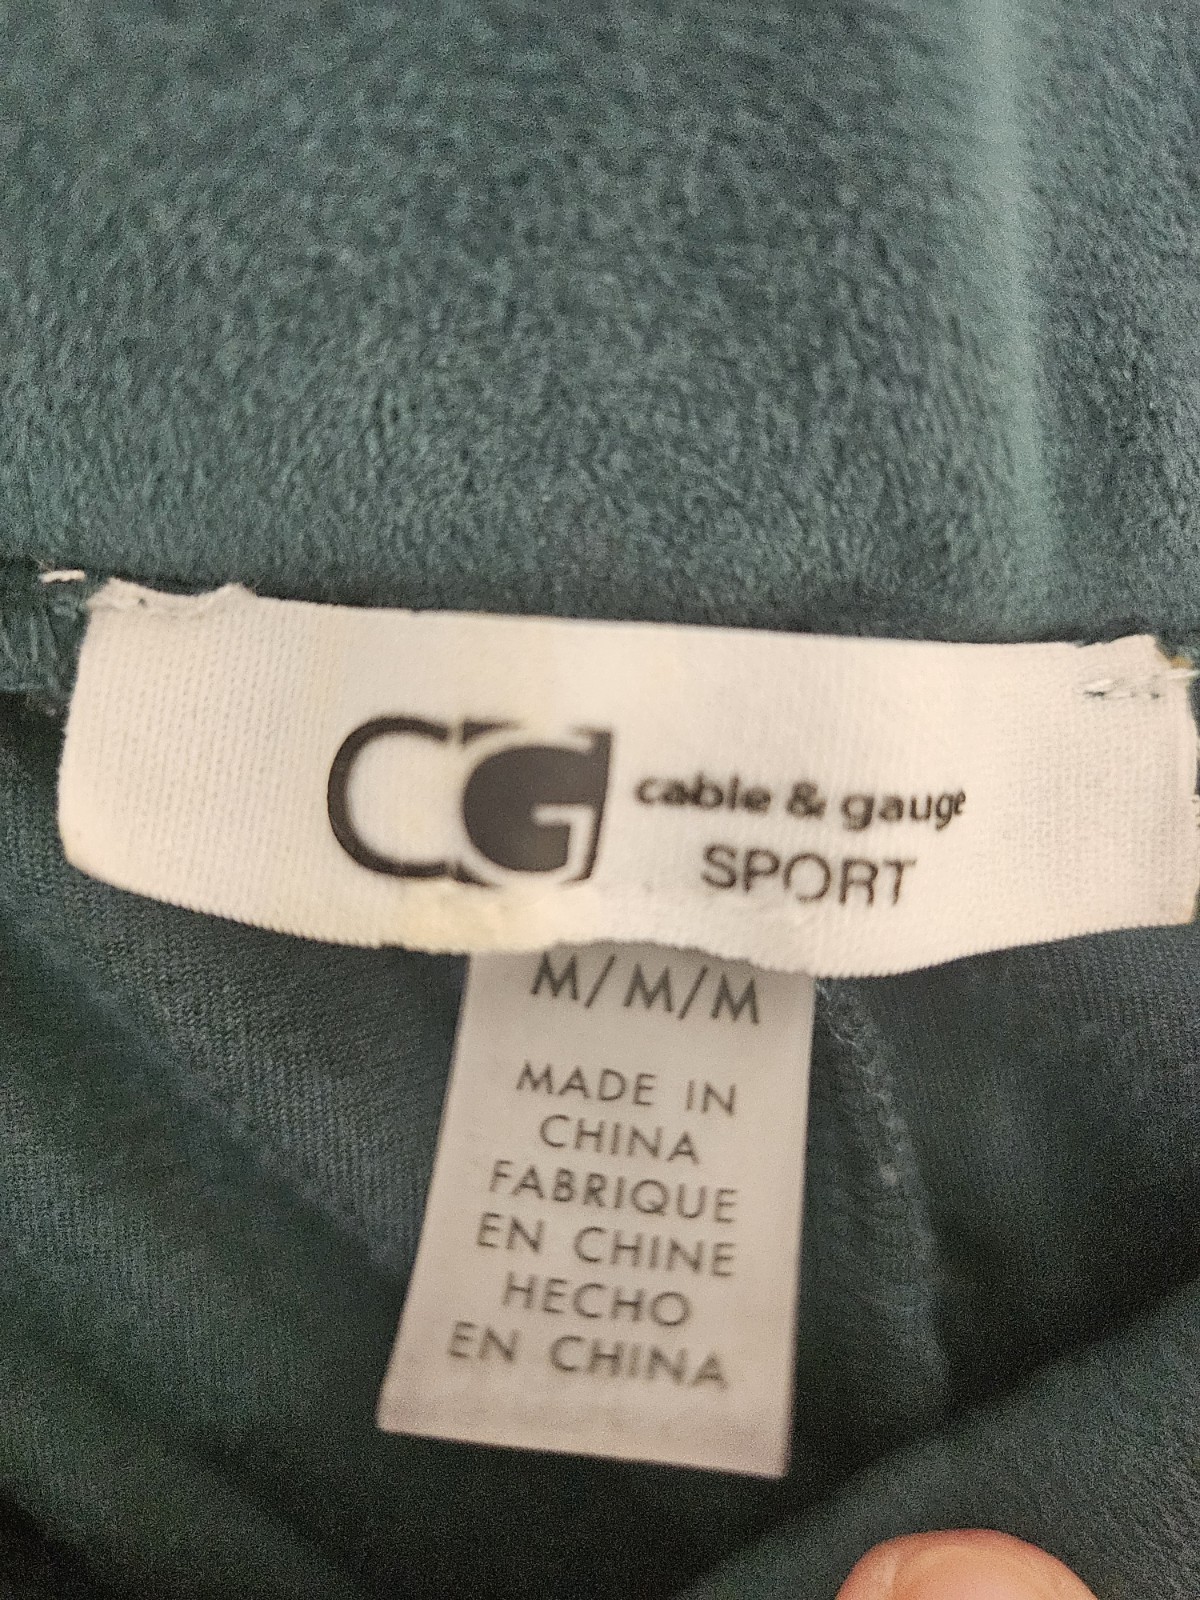 CG cable & gauge
SPORT
M/M/M
MADE IN
CHINA
FABRIQUE
EN CHINE
HECHO
EN CHINA